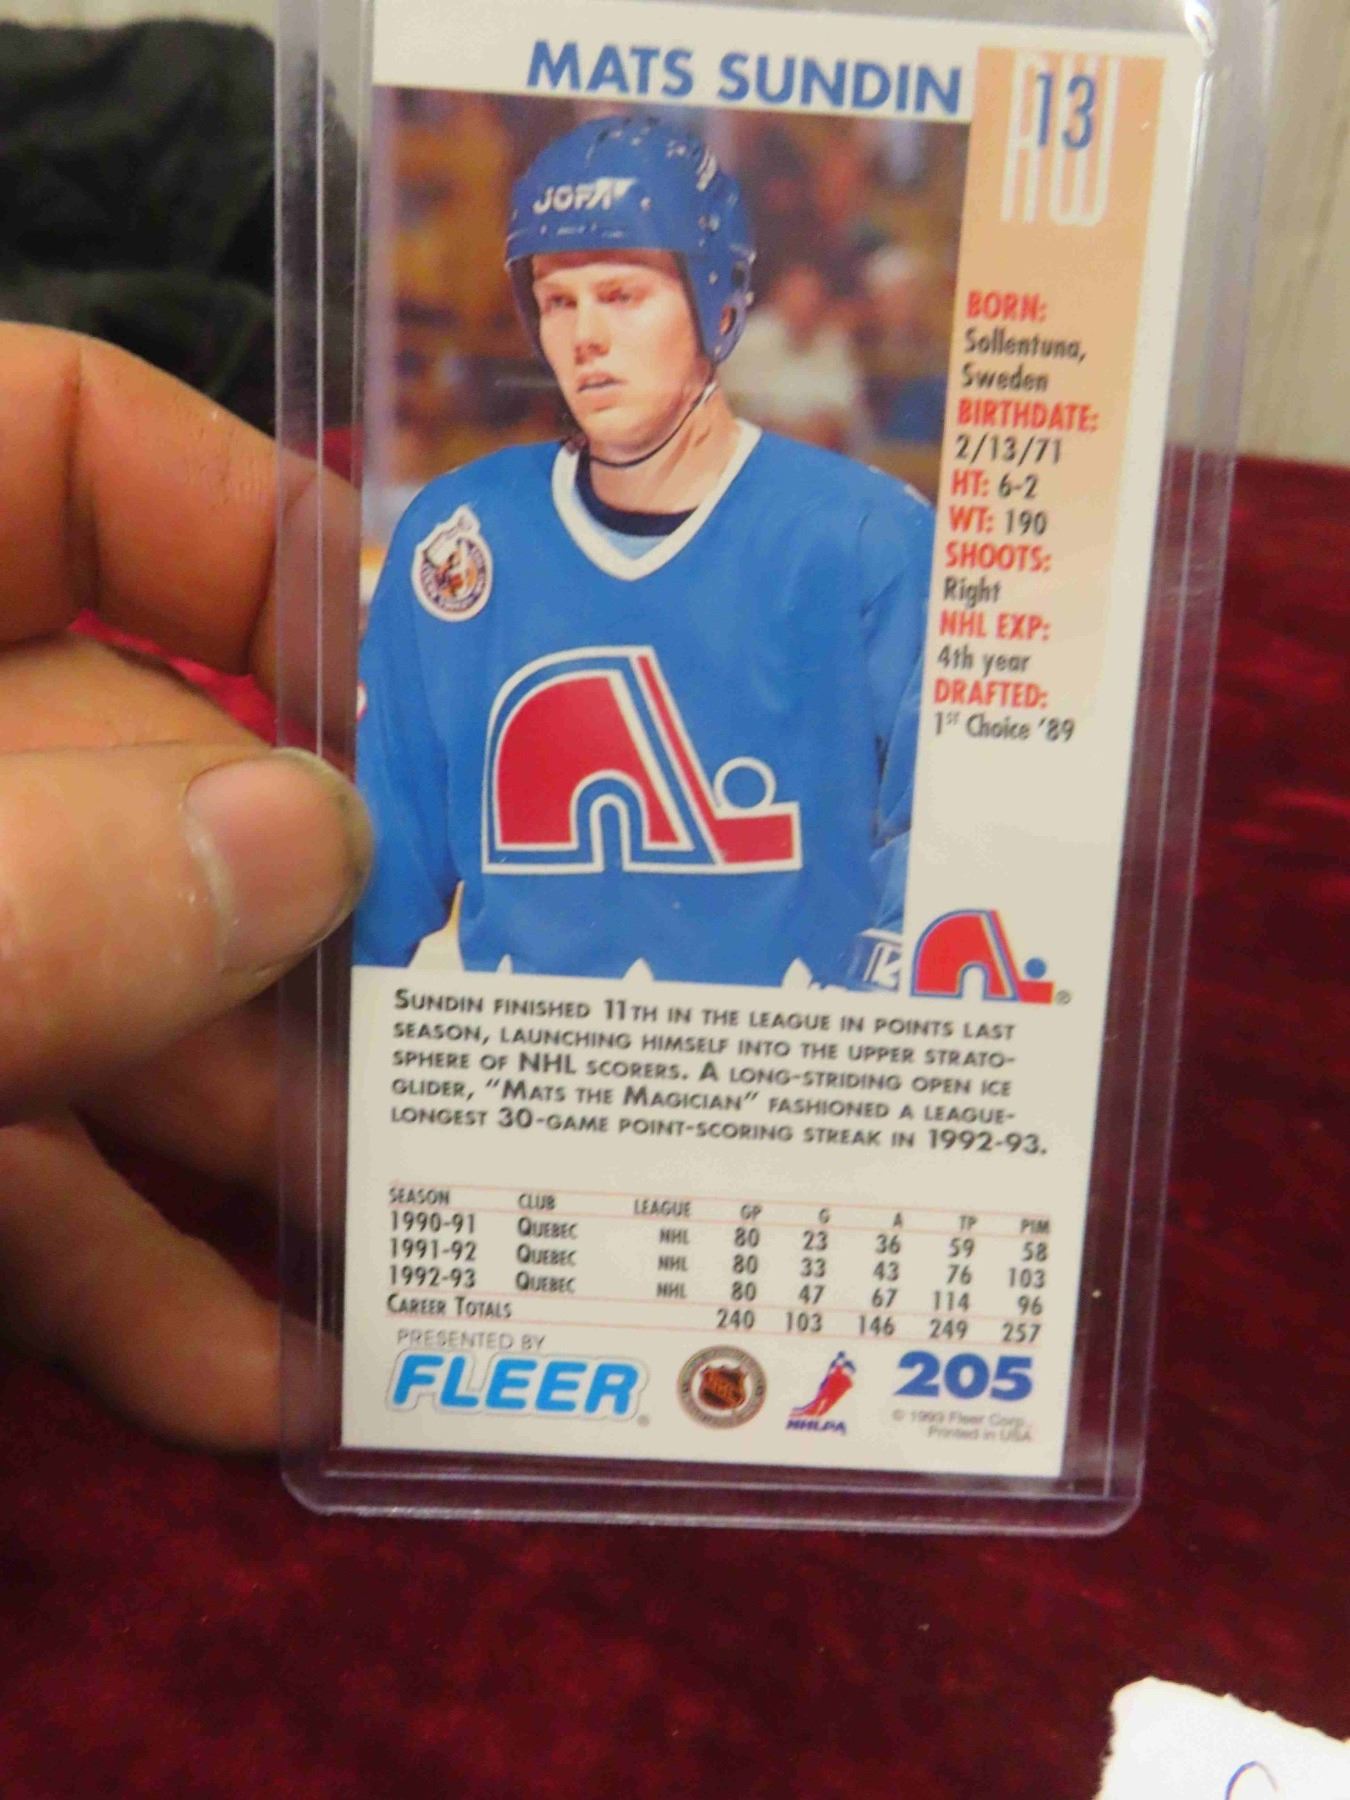 MATS SUNDIN
RW
13
JOFA
BORN:
Sollentuna,
Sweden
BIRTHDATE:
2/13/71
HT: 6-2
WT: 190
SHOOTS:
Right
NHL EXP:
4th year
DRAFTED:
1ST Choice '89
®
SUNDIN FINISHED 11TH IN THE LEAGUE IN POINTS LAST
SEASON, LAUNCHING HIMSELF INTO THE UPPER STRATO-
SPHERE OF NHL SCORERS. A LONG-STRIDING OPEN ICE
GLIDER, "MATS THE MAGICIAN" FASHIONED A LEAGUE-
LONGEST 30-GAME POINT-SCORING STREAK IN 1992-93.
SEASON CLUB LEAGUE GP G A TP PIM
1990-91 QUEBEC NHL 80 23 36 59 58
1991-92 QUEBEC NHL 80 33 43 76 103
1992-93 QUEBEC NHL 80 47 67 114 96
CAREER TOTALS 240 103 146 249 257
PRESENTED BY
FLEER®
NHLPA
205
© 1993 Fleer Corp.
Printed in USA